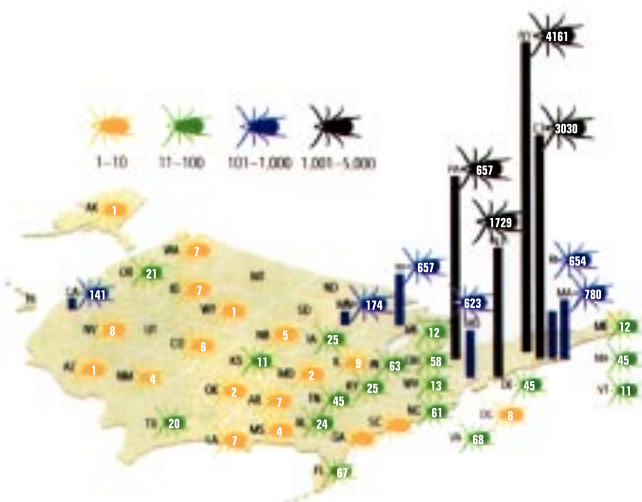 4161
3030
1–10 11–100 101–1,000 1,001–5,000
PA 657
1729
AK 1
WA 7
OR 21
MT
ND
657
654
CA 141
ID 7
WY 1
SD
MN 174
623
MA 780
NV 8
UT
CO 6
NB 5
IA 25
MI 12
ME 12
AZ 1
NM 4
KS 11
MO 2
IL 9
IN 63
OH 58
NH 45
OK 2
AR 7
TN 45
KY 25
WV 13
DE 45
VT 11
TX 20
LA 7
MS 4
AL 24
GA
SC
NC 61
DC 8
VA 68
FL 67